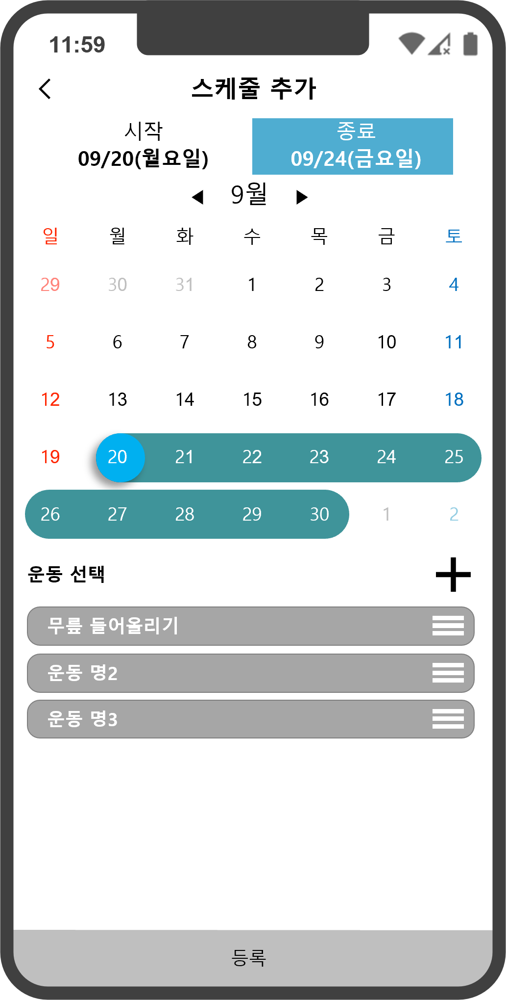 11:59
스케줄 추가
시작
09/20(월요일)
종료
09/24(금요일)
9월
일 월 화 수 목 금 토
29 30 31 1 2 3 4
5 6 7 8 9 10 11
12 13 14 15 16 17 18
19 20 21 22 23 24 25
26 27 28 29 30 1 2
운동 선택
무릎 들어올리기
운동 명2
운동 명3
등록